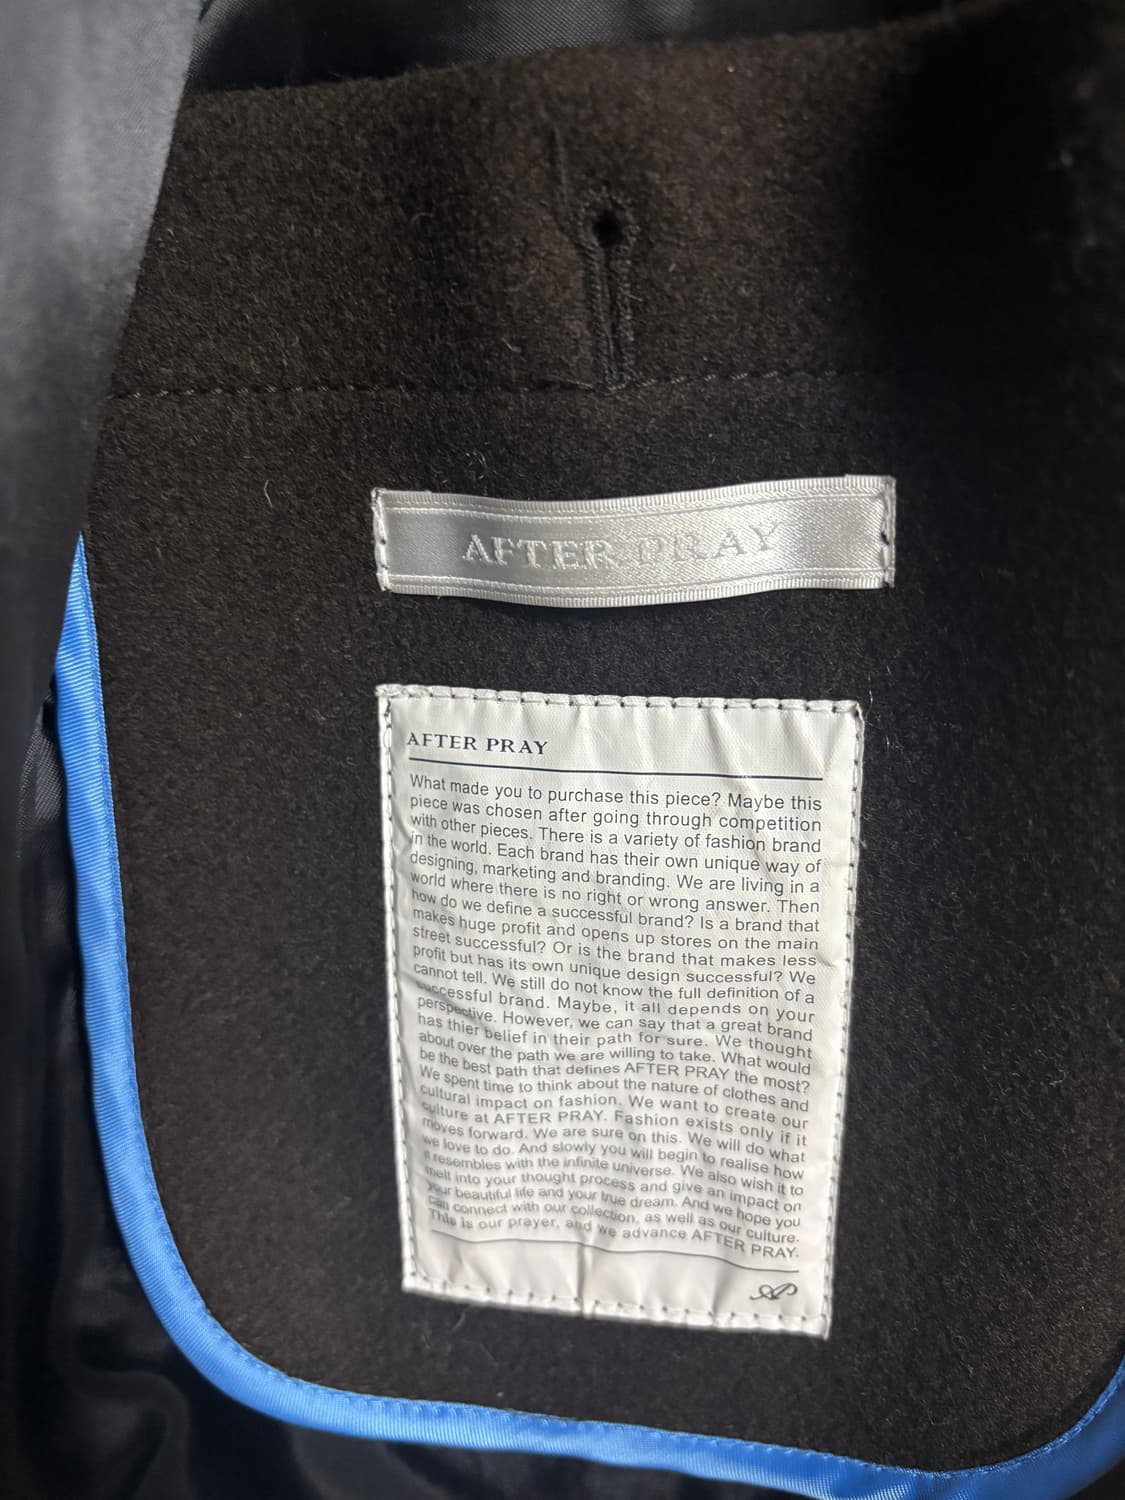 AFTER PRAY
AFTER PRAY
What made you to purchase this piece? Maybe this
piece was chosen after going through competition
with other pieces. There is a variety of fashion brand
in the world. Each brand has their own unique way of
designing, marketing and branding. We are living in a
world where there is no right or wrong answer. Then
how do we define a successful brand? Is a brand that
makes huge profit and opens up stores on the main
street successful? Or is the brand that makes less
profit but has its own unique design successful? We
cannot tell. We still do not know the full definition of a
successful brand. Maybe, it all depends on your
perspective. However, we can say that a great brand
has thier belief in their path for sure. We thought
about over the path we are willing to take. What would
be the best path that defines AFTER PRAY the most?
We spent time to think about the nature of clothes and
cultural impact on fashion. We want to create our
culture at AFTER PRAY. Fashion exists only if it
moves forward. We are sure on this. We will do what
we love to do. And slowly you will begin to realise how
it resembles with the infinite universe. We also wish it to
melt into your thought process and give an impact on
your beautiful life and your true dream. And we hope you
can connect with our collection, as well as our culture.
This is our prayer, and we advance AFTER PRAY.
AP